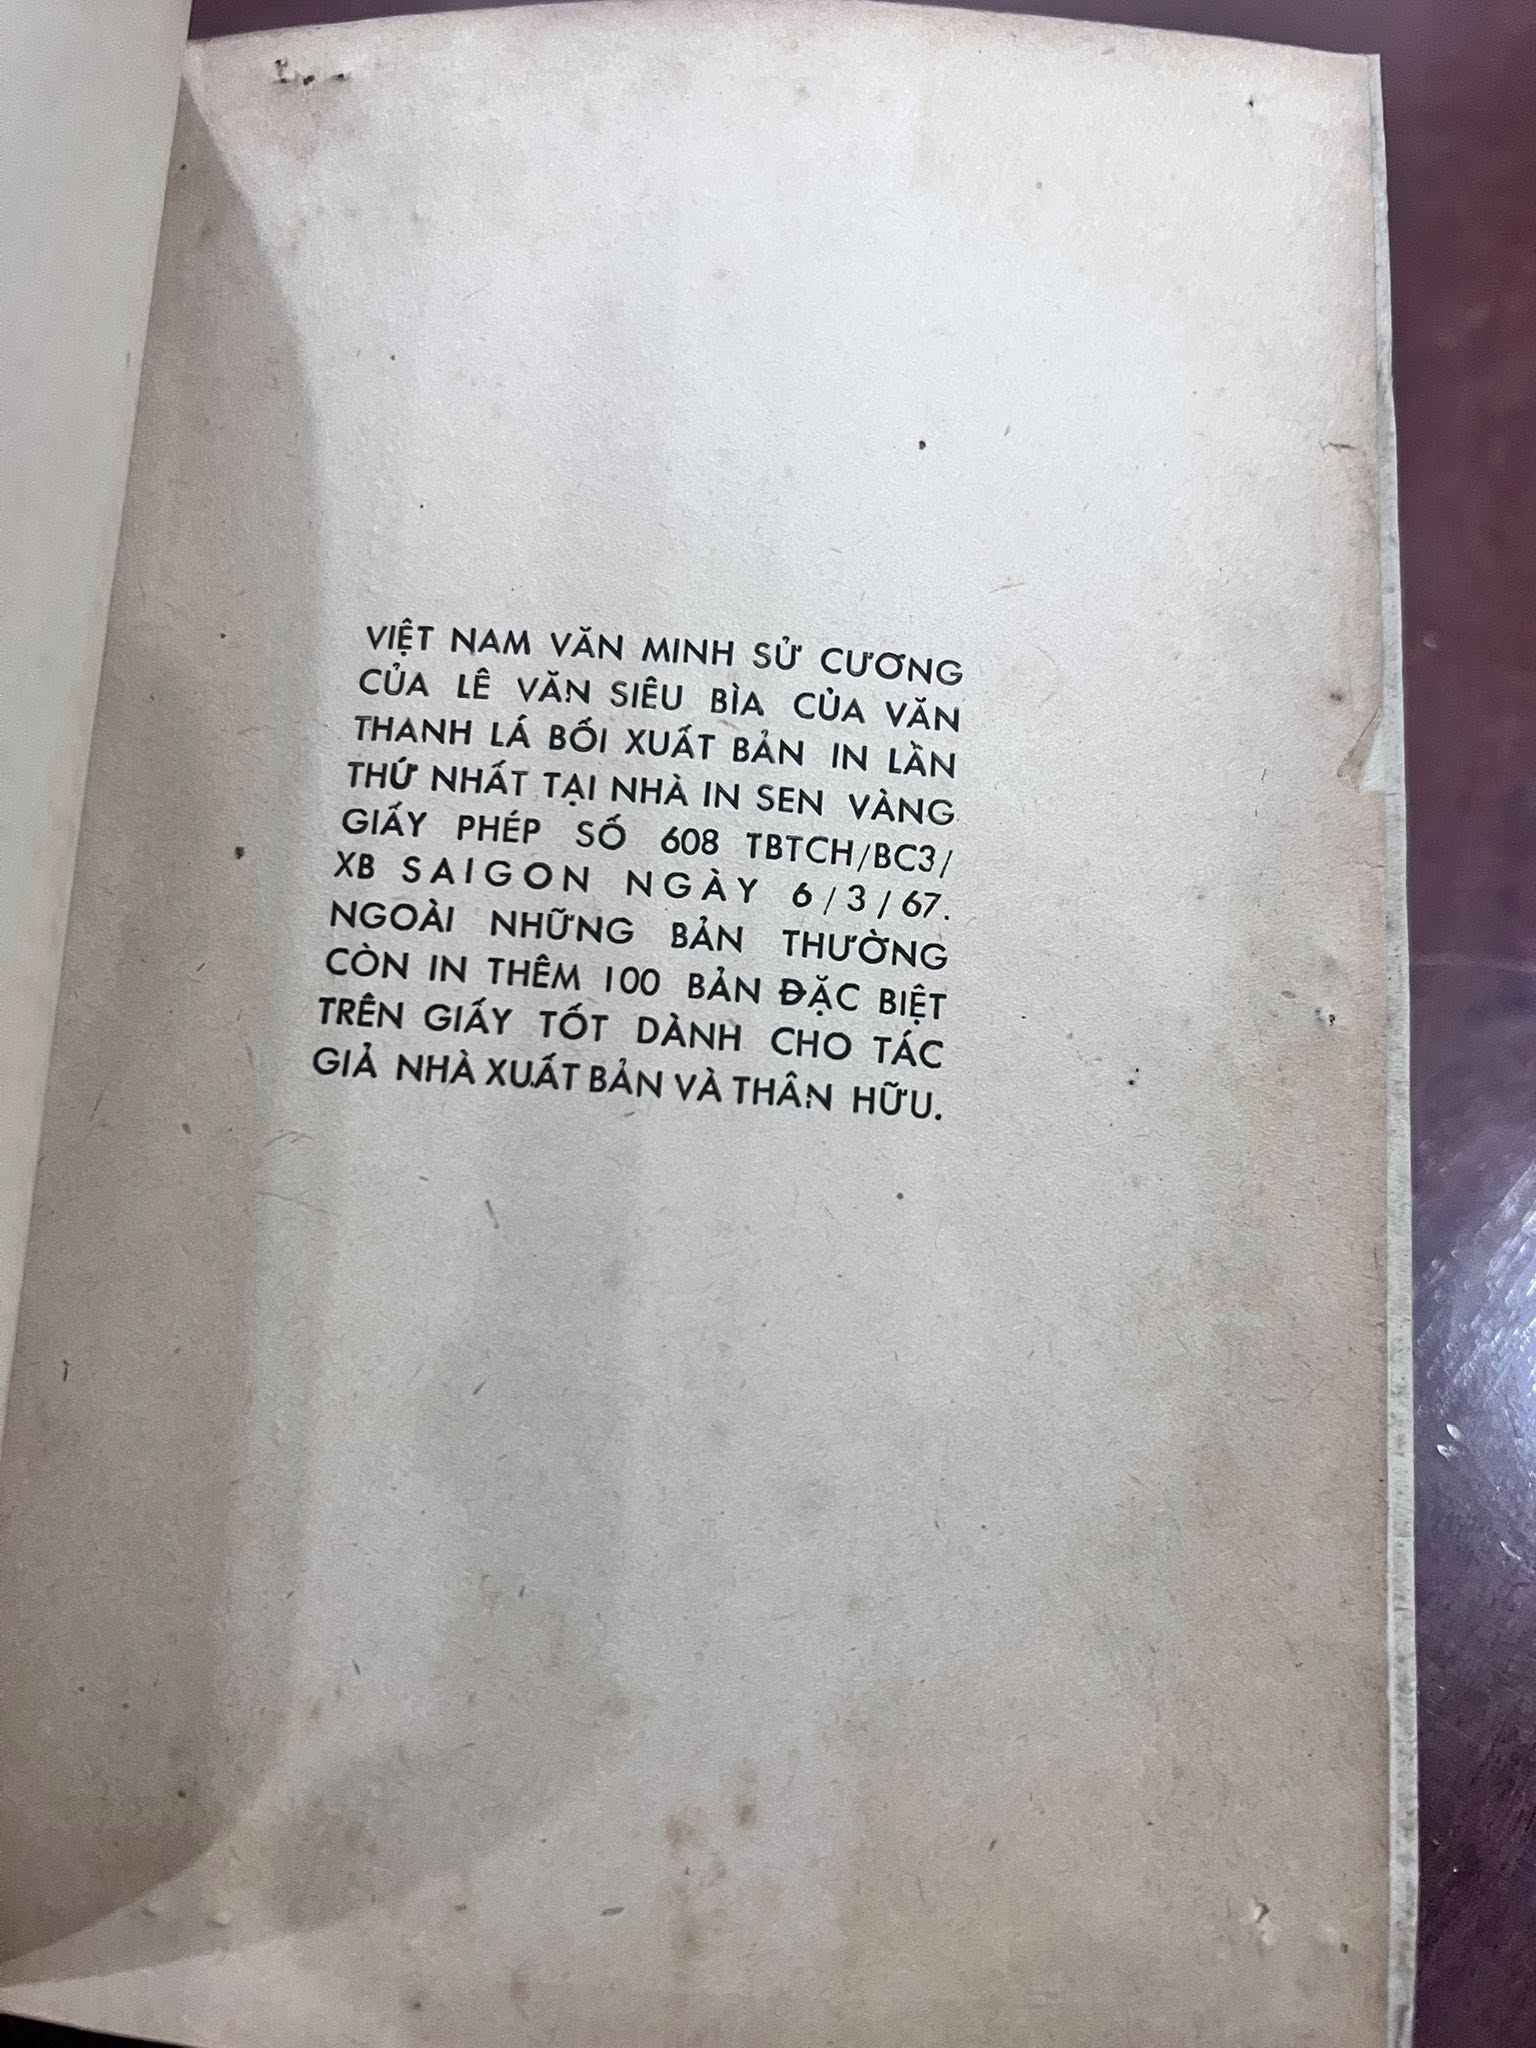 VIỆT NAM VĂN MINH SỬ CƯƠNG
CỦA LÊ VĂN SIÊU BÌA CỦA VĂN
THANH LÁ BỐI XUẤT BẢN IN LẦN
THỨ NHẤT TẠI NHÀ IN SEN VÀNG
GIẤY PHÉP SỐ 608 TBTCH/BC3/
XB SAIGON NGÀY 6/3/67.
NGOÀI NHỮNG BẢN THƯỜNG
CÒN IN THÊM 100 BẢN ĐẶC BIỆT
TRÊN GIẤY TỐT DÀNH CHO TÁC
GIẢ NHÀ XUẤT BẢN VÀ THÂN HỮU.